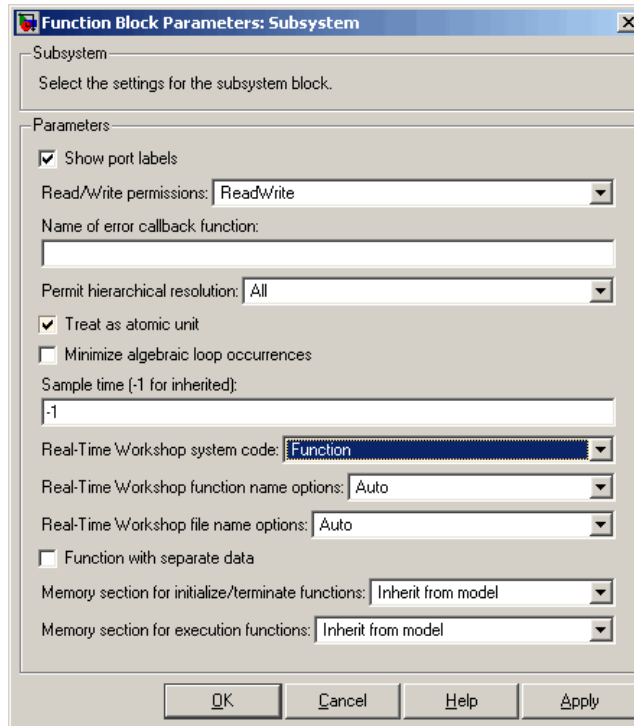 Function Block Parameters: Subsystem
Subsystem
Select the settings for the subsystem block.
Parameters
Show port labels
Read/Write permissions: ReadWrite
Name of error callback function:
Permit hierarchical resolution: All
Treat as atomic unit
Minimize algebraic loop occurrences
Sample time (-1 for inherited):
-1
Real-Time Workshop system code: Function
Real-Time Workshop function name options: Auto
Real-Time Workshop file name options: Auto
Function with separate data
Memory section for initialize/terminate functions: Inherit from model
Memory section for execution functions: Inherit from model
OK Cancel Help Apply